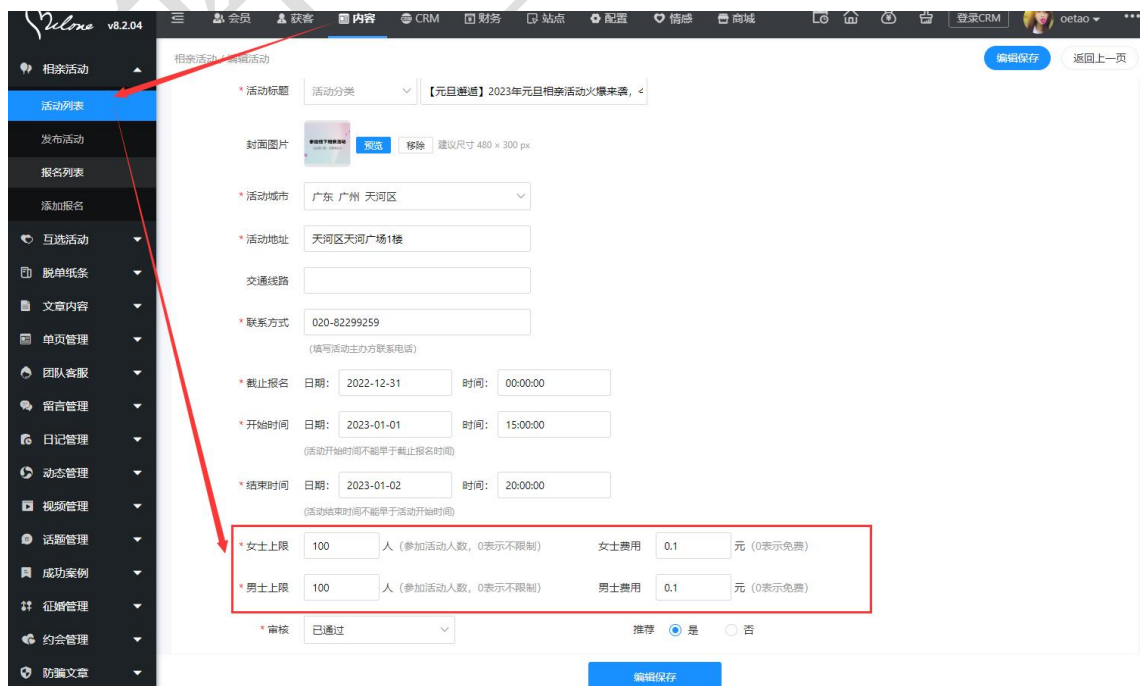 Velone v8.2.04 会员 获客 内容 CRM 财务 站点 配置 情感 商城 登录CRM oetao
相亲活动
活动列表
发布活动
报名列表
添加报名
互选活动
脱单纸条
文章内容
单页管理
团队客服
留言管理
日记管理
动态管理
视频管理
话题管理
成功案例
征婚管理
约会管理
防骗文章
相亲活动 / 编辑活动 编辑保存 返回上一页
* 活动标题 活动分类 【元旦邂逅】2023年元旦相亲活动火爆来袭,
封面图片 预览 移除 建议尺寸 480 × 300 px
* 活动城市 广东 广州 天河区
* 活动地址 天河区天河广场1楼
交通线路
* 联系方式 020-82299259
(填写活动主办方联系电话)
* 截止报名 日期: 2022-12-31 时间: 00:00:00
* 开始时间 日期: 2023-01-01 时间: 15:00:00
(活动开始时间不能早于截止报名时间)
* 结束时间 日期: 2023-01-02 时间: 20:00:00
(活动结束时间不能早于活动开始时间)
* 女士上限 100 人 (参加活动人数, 0表示不限制) 女士费用 0.1 元 (0表示免费)
* 男士上限 100 人 (参加活动人数, 0表示不限制) 男士费用 0.1 元 (0表示免费)
* 审核 已通过 推荐 是 否
编辑保存